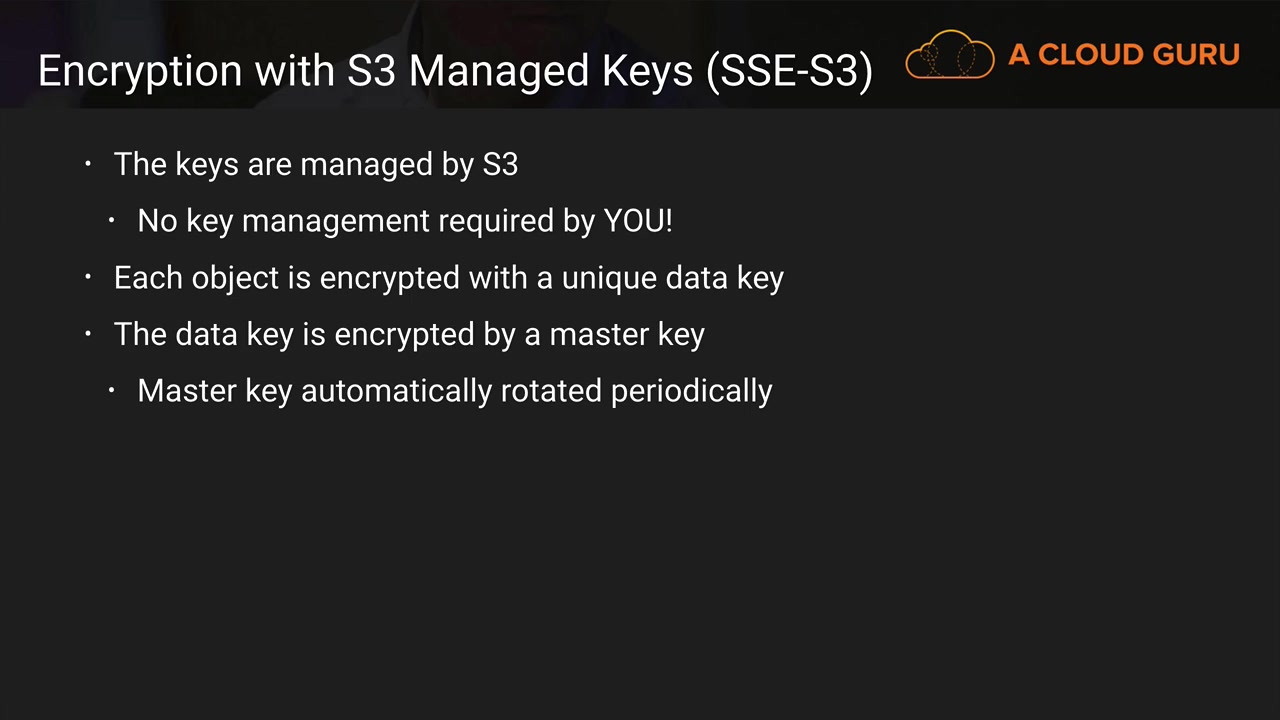 Encryption with S3 Managed Keys (SSE-S3)
A CLOUD GURU
• The keys are managed by S3
• No key management required by YOU!
• Each object is encrypted with a unique data key
• The data key is encrypted by a master key
• Master key automatically rotated periodically